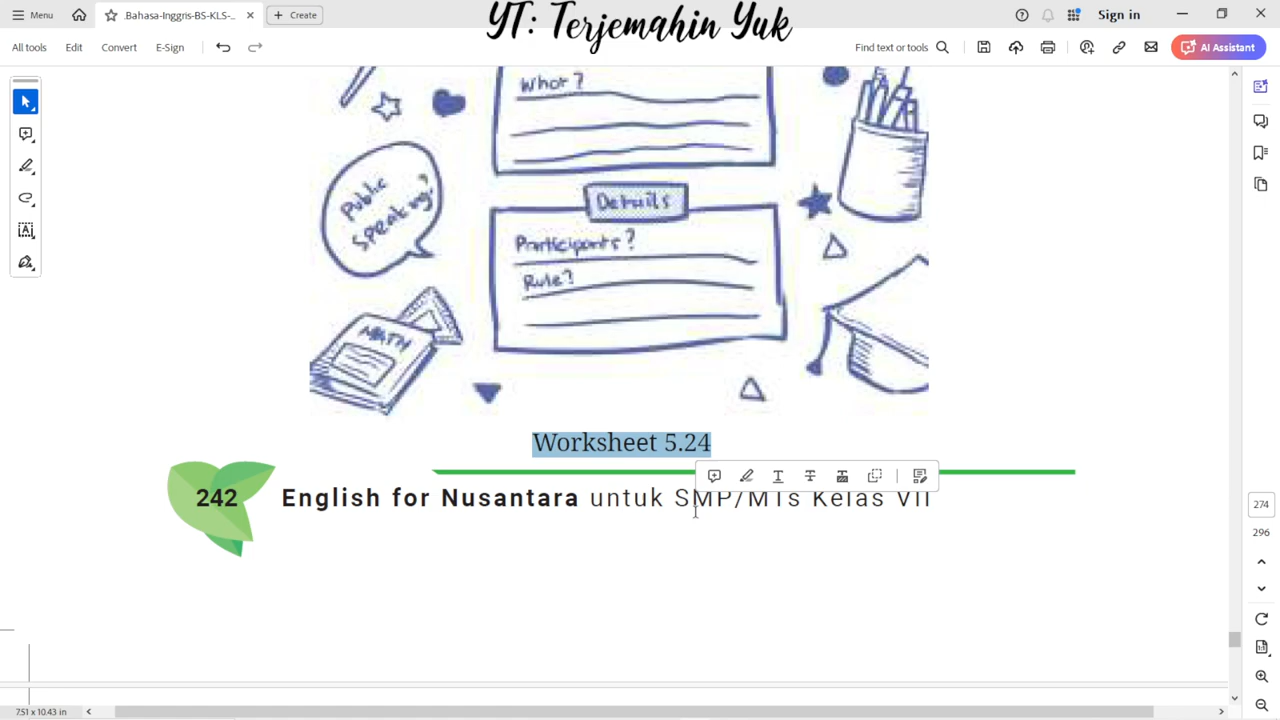 Menu
.Bahasa-Inggris-BS-KLS-...
Create
YT: Terjemahin Yuk
Sign in
All tools
Edit
Convert
E-Sign
Find text or tools
AI Assistant
What?
Public
Speaking?
Details
Participants?
Rule?
MATH
Worksheet 5.24
242
English for Nusantara untuk SMP/MTs Kelas VII
274
296
7.51 x 10.43 in